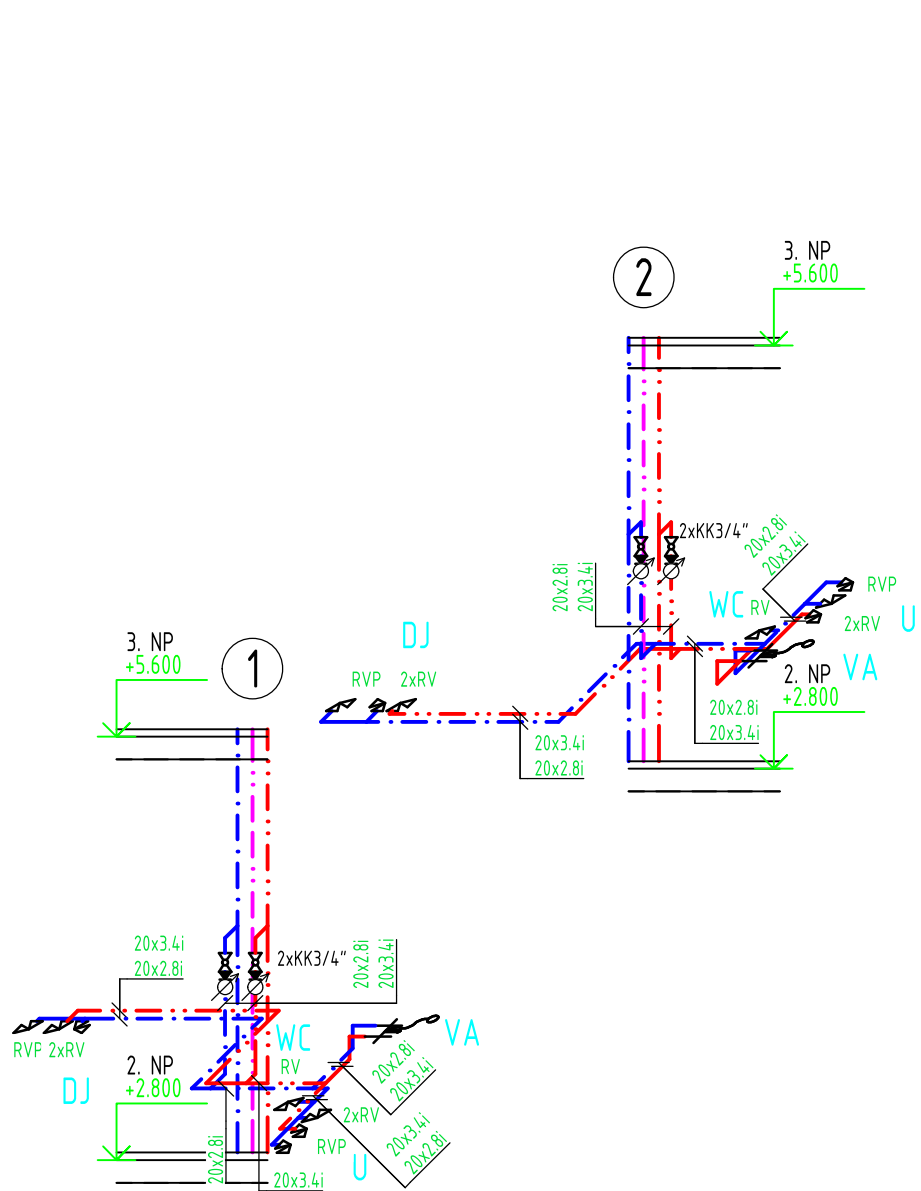 3. NP
+5.600
2
2xKK3/4"
20x2.8i
20x3.4i
20x2.8i
20x3.4i
RVP
WC
RV
U
2xRV
DJ
VA
2. NP
+2.800
RVP
2xRV
20x2.8i
20x3.4i
20x3.4i
20x2.8i
3. NP
+5.600
1
20x3.4i
20x2.8i
2xKK3/4"
20x2.8i
20x3.4i
RVP
2xRV
WC
VA
RV
2. NP
+2.800
DJ
20x2.8i
20x3.4i
2xRV
RVP
20x3.4i
20x2.8i
U
20x2.8i
20x3.4i